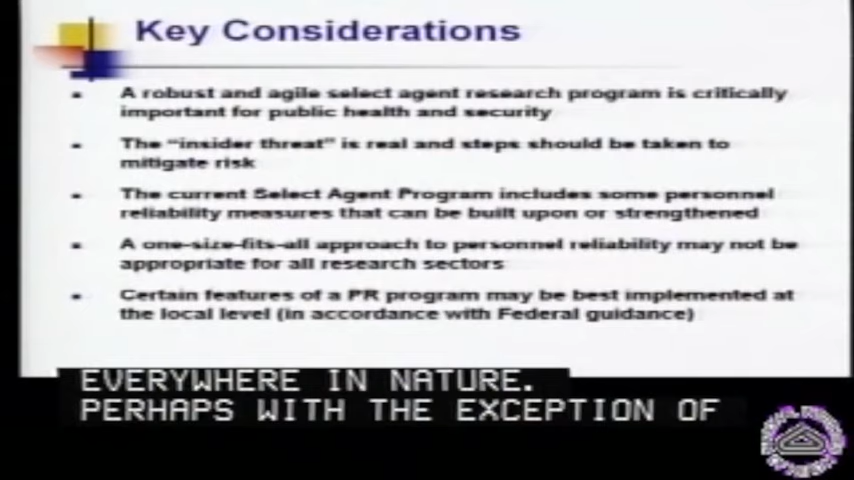 Key Considerations
▪ A robust and agile select agent research program is critically
important for public health and security
▪ The “insider threat” is real and steps should be taken to
mitigate risk
▪ The current Select Agent Program includes some personnel
reliability measures that can be built upon or strengthened
▪ A one-size-fits-all approach to personnel reliability may not be
appropriate for all research sectors
▪ Certain features of a PR program may be best implemented at
the local level (in accordance with Federal guidance)
EVERYWHERE IN NATURE.
PERHAPS WITH THE EXCEPTION OF